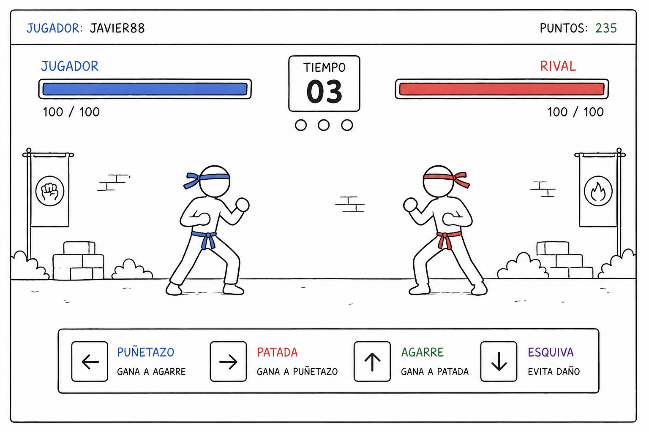 JUGADOR: JAVIER88
PUNTOS: 235
JUGADOR
TIEMPO
RIVAL
03
100 / 100
100 / 100
← PUÑETAZO
GANA A AGARRE
→ PATADA
GANA A PUÑETAZO
↑ AGARRE
GANA A PATADA
↓ ESQUIVA
EVITA DAÑO